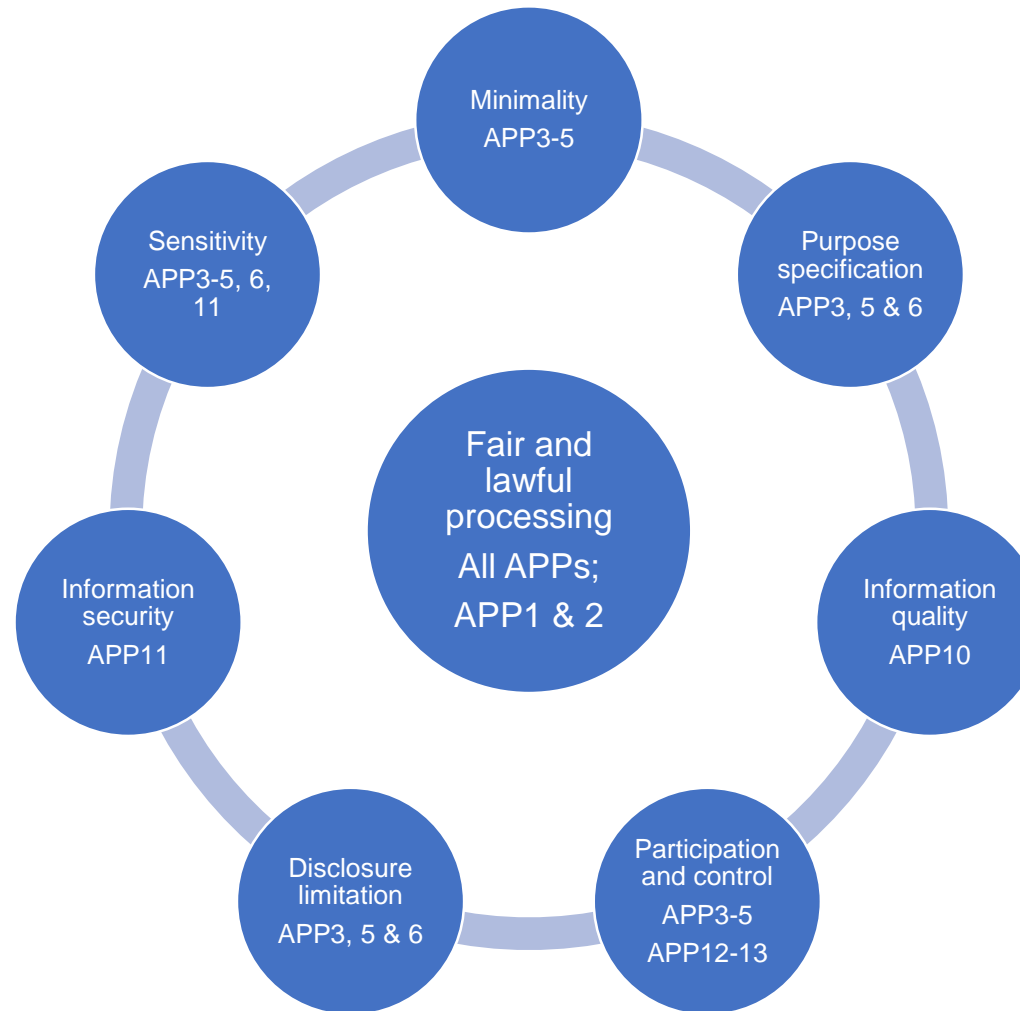 Minimality
APP3-5
Purpose
specification
APP3, 5 & 6
Information
quality
APP10
Participation
and control
APP3-5
APP12-13
Disclosure
limitation
APP3, 5 & 6
Information
security
APP11
Sensitivity
APP3-5, 6,
11
Fair and
lawful
processing
All APPs;
APP1 & 2